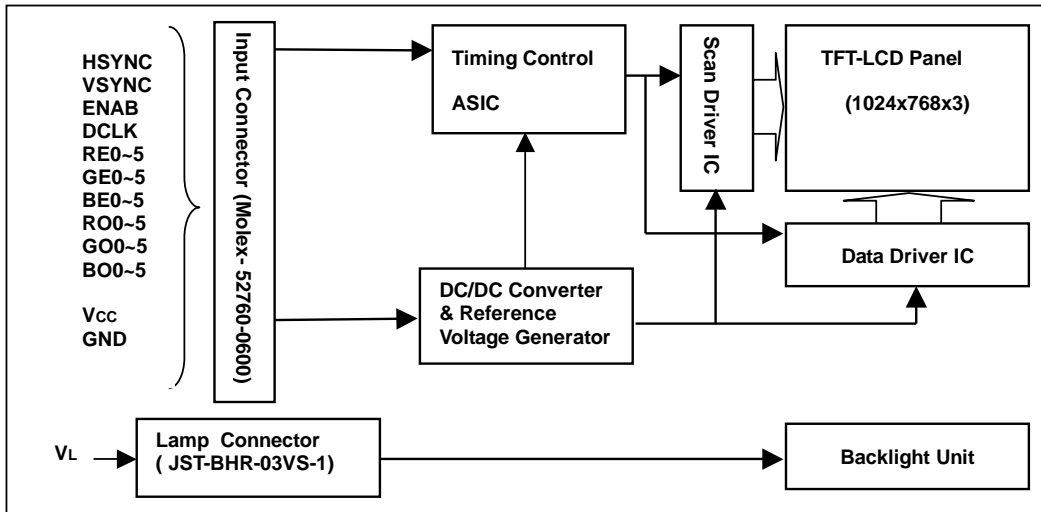 HSYNC
VSYNC
ENAB
DCLK
RE0~5
GE0~5
BE0~5
RO0~5
GO0~5
BO0~5
VCC
GND
Input Connector (Molex- 52760-0600)
Timing Control
ASIC
Scan Driver IC
TFT-LCD Panel
(1024x768x3)
DC/DC Converter
& Reference
Voltage Generator
Data Driver IC
VL
Lamp Connector
( JST-BHR-03VS-1)
Backlight Unit